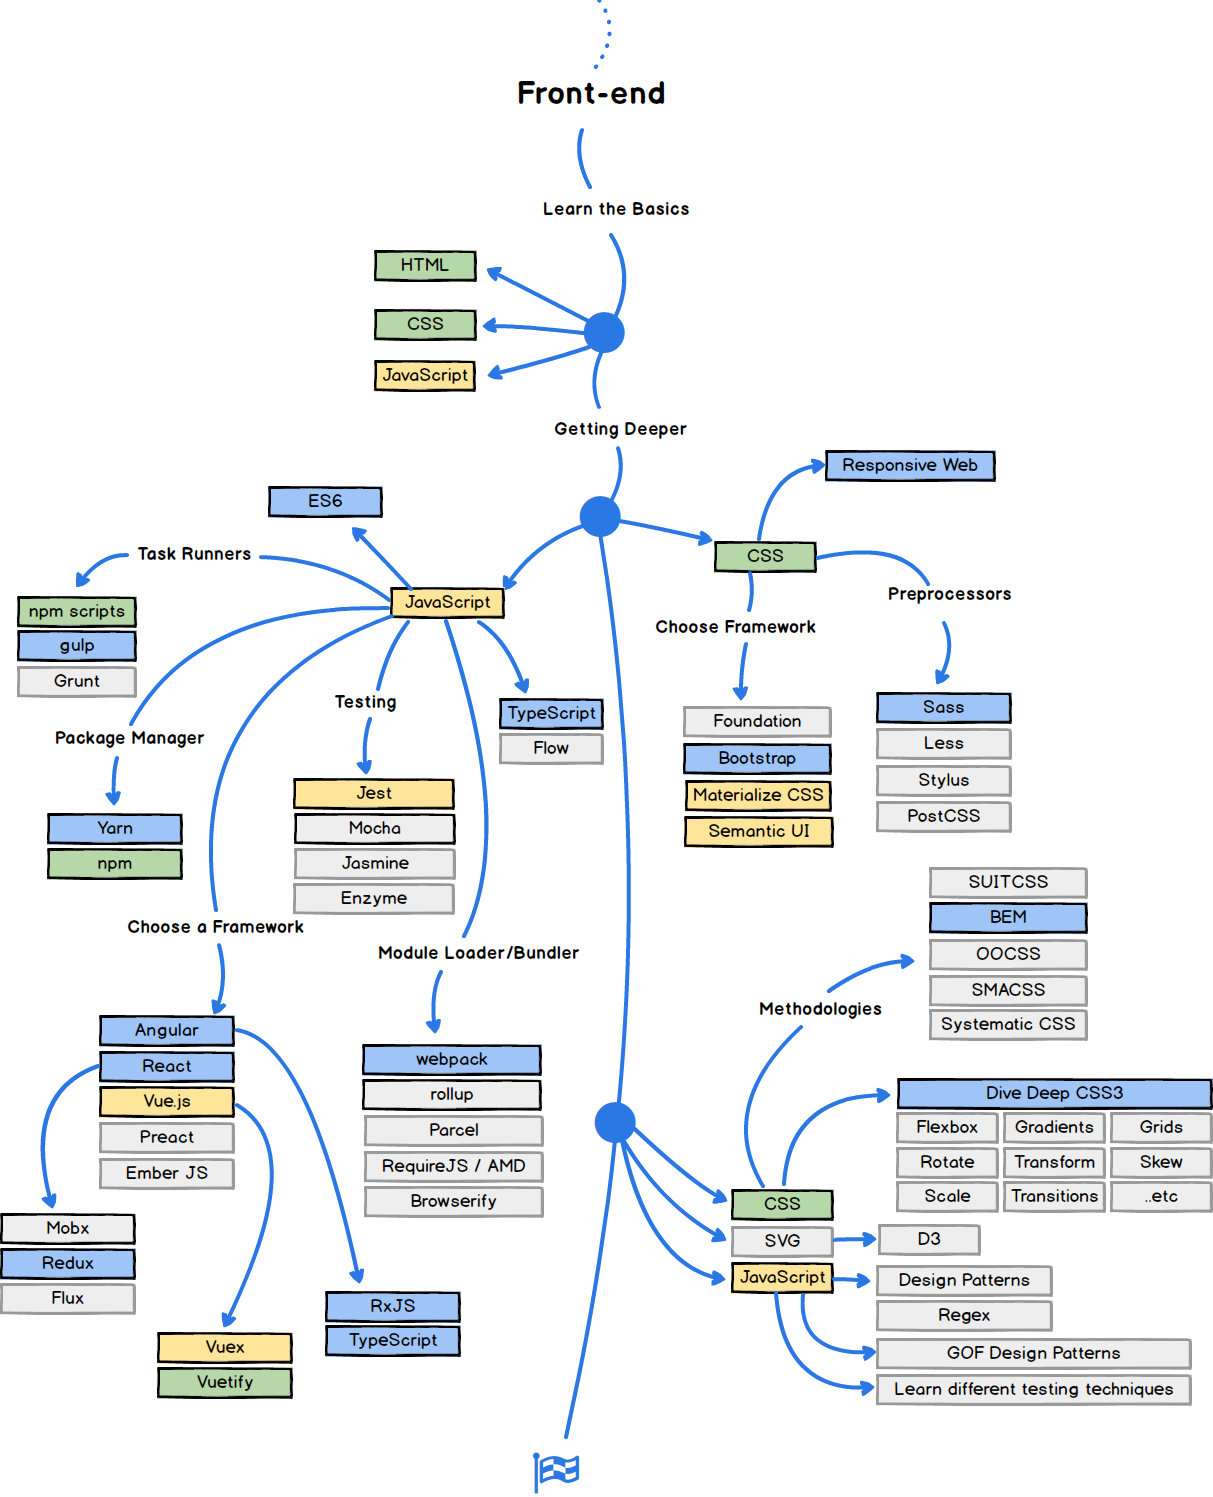 Front-end
Learn the Basics
HTML
CSS
JavaScript
Getting Deeper
Responsive Web
ES6
Task Runners
CSS
JavaScript
Preprocessors
npm scripts
gulp
Grunt
Choose Framework
Testing
TypeScript
Flow
Package Manager
Foundation
Bootstrap
Materialize CSS
Semantic UI
Sass
Less
Stylus
PostCSS
Yarn
npm
Jest
Mocha
Jasmine
Enzyme
Choose a Framework
Module Loader/Bundler
SUITCSS
BEM
OOCSS
SMACSS
Systematic CSS
Methodologies
Angular
React
Vue.js
Preact
Ember JS
webpack
rollup
Parcel
RequireJS / AMD
Browserify
Dive Deep CSS3
Flexbox Gradients Grids
Rotate Transform Skew
Scale Transitions ..etc
CSS
SVG
JavaScript
D3
Design Patterns
Regex
GOF Design Patterns
Learn different testing techniques
Mobx
Redux
Flux
RxJS
TypeScript
Vuex
Vuetify